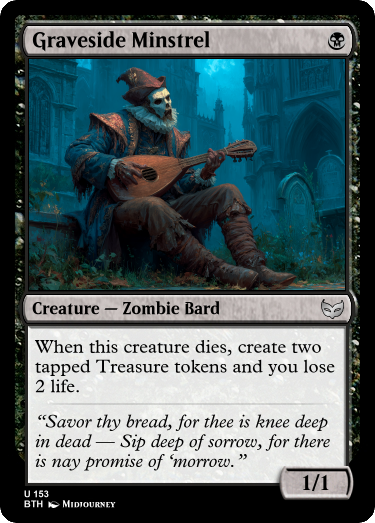 Graveside Minstrel
Creature — Zombie Bard
When this creature dies, create two
tapped Treasure tokens and you lose
2 life.
“Savor thy bread, for thee is knee deep
in dead — Sip deep of sorrow, for there
is nay promise of ‘morrow.”
1/1
U 153
BTH Midjourney